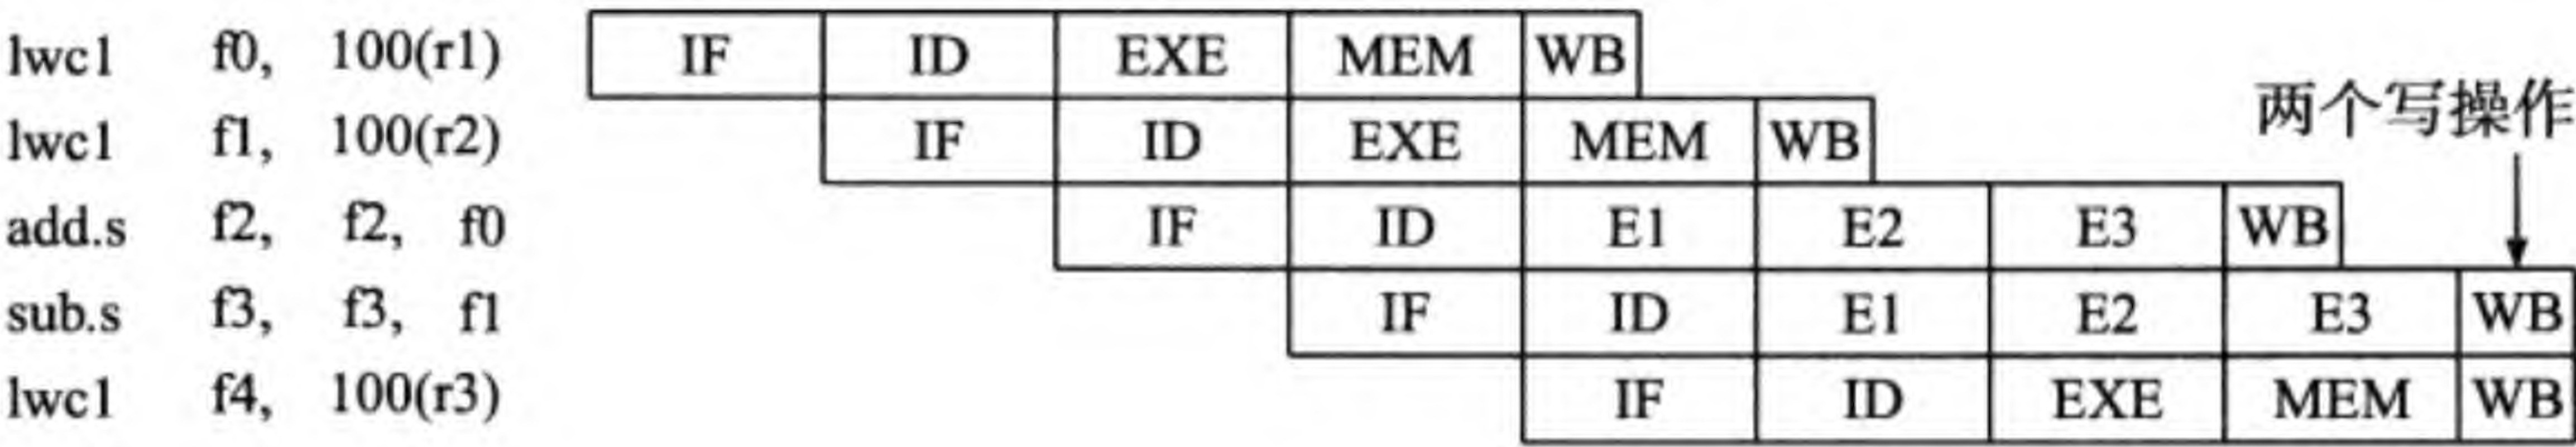 lwc1 f0, 100(r1) IF ID EXE MEM WB
两个写操作
lwc1 f1, 100(r2) IF ID EXE MEM WB
add.s f2, f2, f0 IF ID E1 E2 E3 WB
sub.s f3, f3, f1 IF ID E1 E2 E3 WB
lwc1 f4, 100(r3) IF ID EXE MEM WB